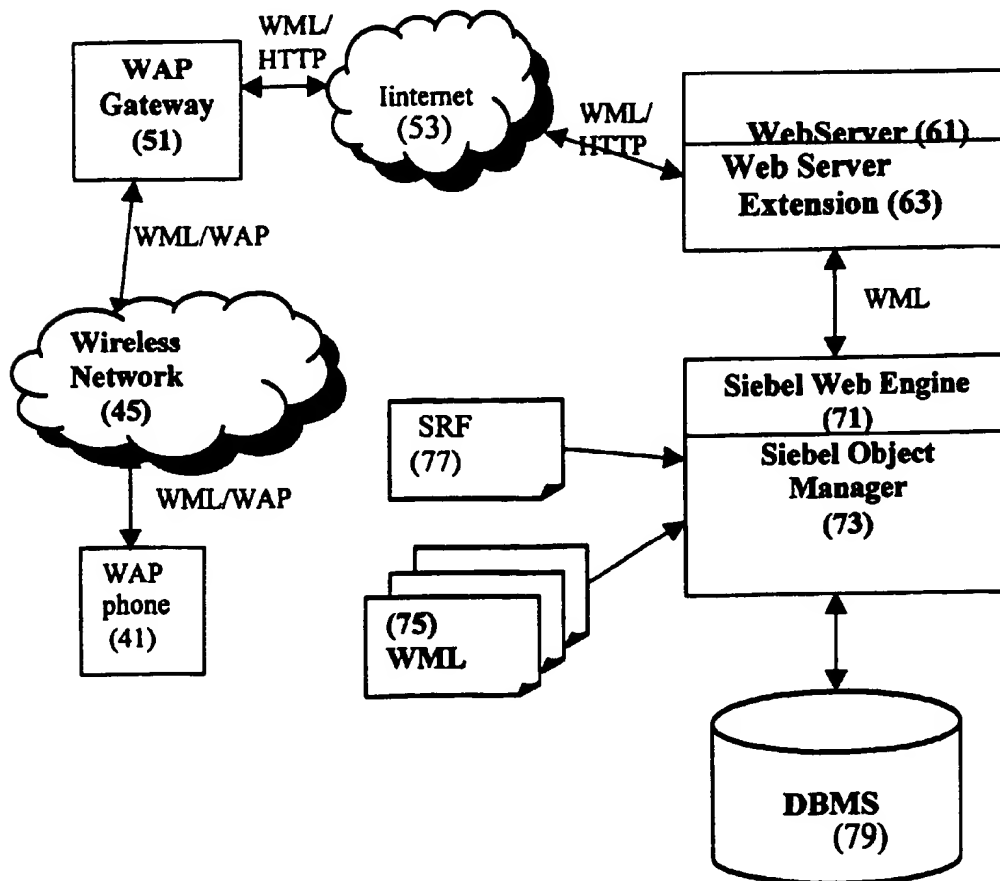 WAP
Gateway
(51)
WML/
HTTP
Iinternet
(53)
WML/
HTTP
WebServer (61)
Web Server
Extension (63)
WML/WAP
WML
Wireless
Network
(45)
Siebel Web Engine
(71)
Siebel Object
Manager
(73)
SRF
(77)
WML/WAP
WAP
phone
(41)
(75)
WML
DBMS
(79)